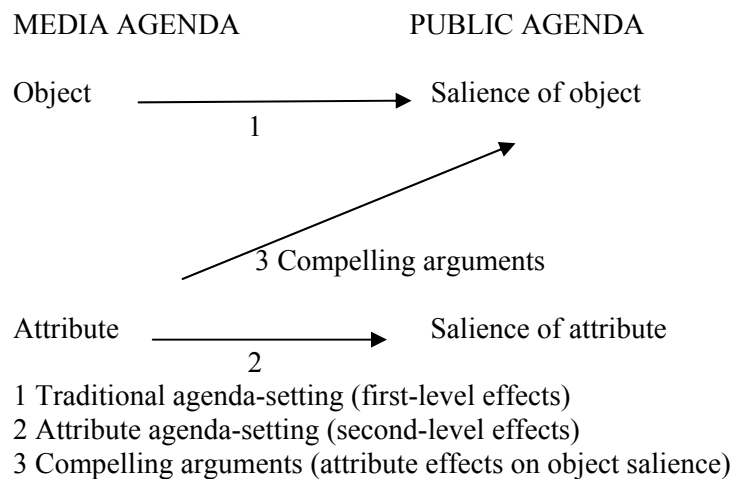 MEDIA AGENDA PUBLIC AGENDA
Object Salience of object
1
3 Compelling arguments
Attribute Salience of attribute
2
1 Traditional agenda-setting (first-level effects)
2 Attribute agenda-setting (second-level effects)
3 Compelling arguments (attribute effects on object salience)